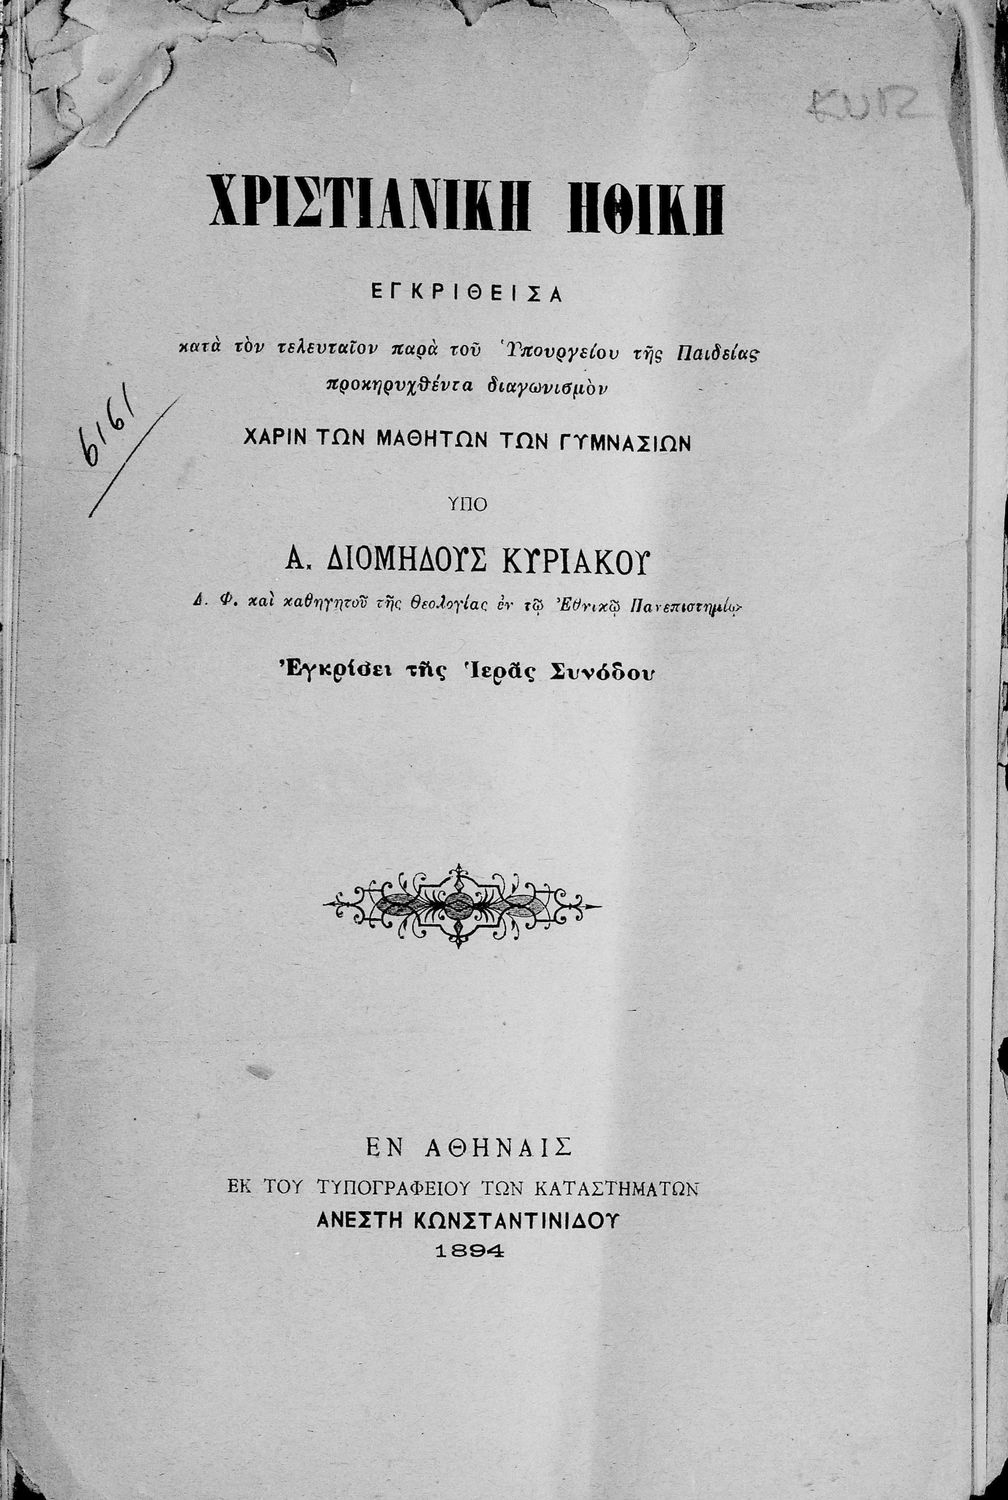 ΧΡΙΣΤΙΑΝΙΚΗ ΗΘΙΚΗ
ΕΓΚΡΙΘΕΙΣΑ
κατὰ τὸν τελευταῖον παρὰ τοῦ Ὑπουργείου τῆς Παιδείας
προκηρυχθέντα διαγωνισμὸν
ΧΑΡΙΝ ΤΩΝ ΜΑΘΗΤΩΝ ΤΩΝ ΓΥΜΝΑΣΙΩΝ
ΥΠΟ
Α. ΔΙΟΜΗΔΟΥΣ ΚΥΡΙΑΚΟΥ
Δ. Φ. καὶ καθηγητοῦ τῆς Θεολογίας ἐν τῷ Ἐθνικῷ Πανεπιστημίῳ
Ἐγκρίσει τῆς Ἱερᾶς Συνόδου
ΕΝ ΑΘΗΝΑΙΣ
ΕΚ ΤΟΥ ΤΥΠΟΓΡΑΦΕΙΟΥ ΤΩΝ ΚΑΤΑΣΤΗΜΑΤΩΝ
ΑΝΕΣΤΗ ΚΩΝΣΤΑΝΤΙΝΙΔΟΥ
1894